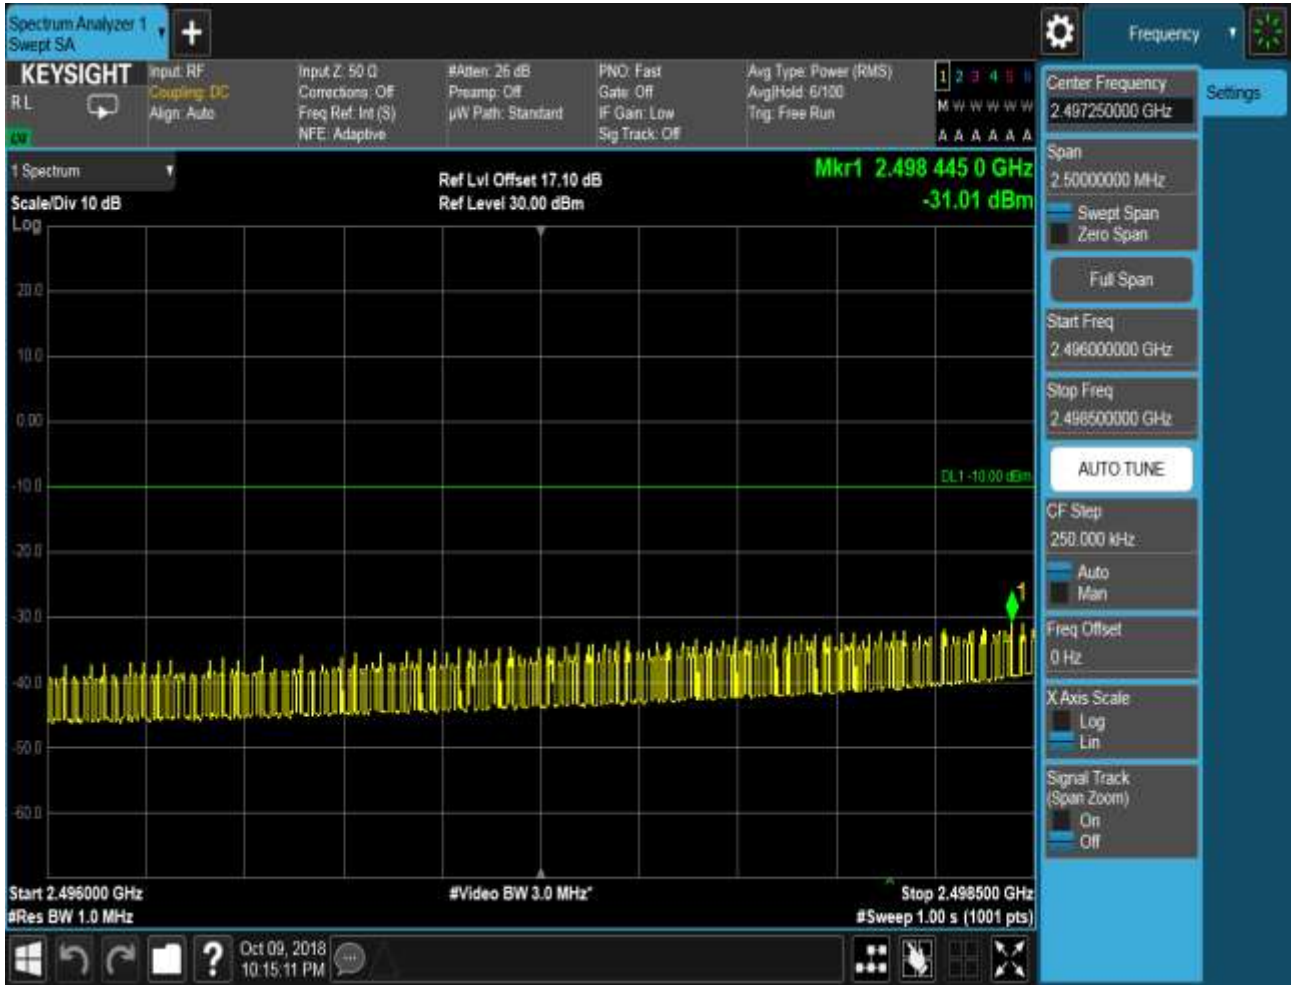 Spectrum Analyzer 1
Swept SA
Frequency
KEYSIGHT
R L
Input: RF
Coupling: DC
Align: Auto
Input Z: 50 Ω
Corrections: Off
Freq Ref: Int (S)
NFE: Adaptive
#Atten: 26 dB
Preamp: Off
µW Path: Standard
PNO: Fast
Gate: Off
IF Gain: Low
Sig Track: Off
Avg Type: Power (RMS)
Avg|Hold: 6/100
Trig: Free Run
1 2 3 4 5 6
M W W W W W
A A A A A A
1 Spectrum
Scale/Div 10 dB
Log
Ref Lvl Offset 17.10 dB
Ref Level 30.00 dBm
Mkr1 2.498 445 0 GHz
-31.01 dBm
20.0
10.0
0.00
-10.0
-20.0
-30.0
-40.0
-50.0
-60.0
DL1 -10.00 dBm
1
Start 2.496000 GHz
#Res BW 1.0 MHz
#Video BW 3.0 MHz*
Stop 2.498500 GHz
#Sweep 1.00 s (1001 pts)
Center Frequency
2.497250000 GHz
Settings
Span
2.50000000 MHz
Swept Span
Zero Span
Full Span
Start Freq
2.496000000 GHz
Stop Freq
2.498500000 GHz
AUTO TUNE
CF Step
250.000 kHz
Auto
Man
Freq Offset
0 Hz
X Axis Scale
Log
Lin
Signal Track
(Span Zoom)
On
Off
?
Oct 09, 2018
10:15:11 PM